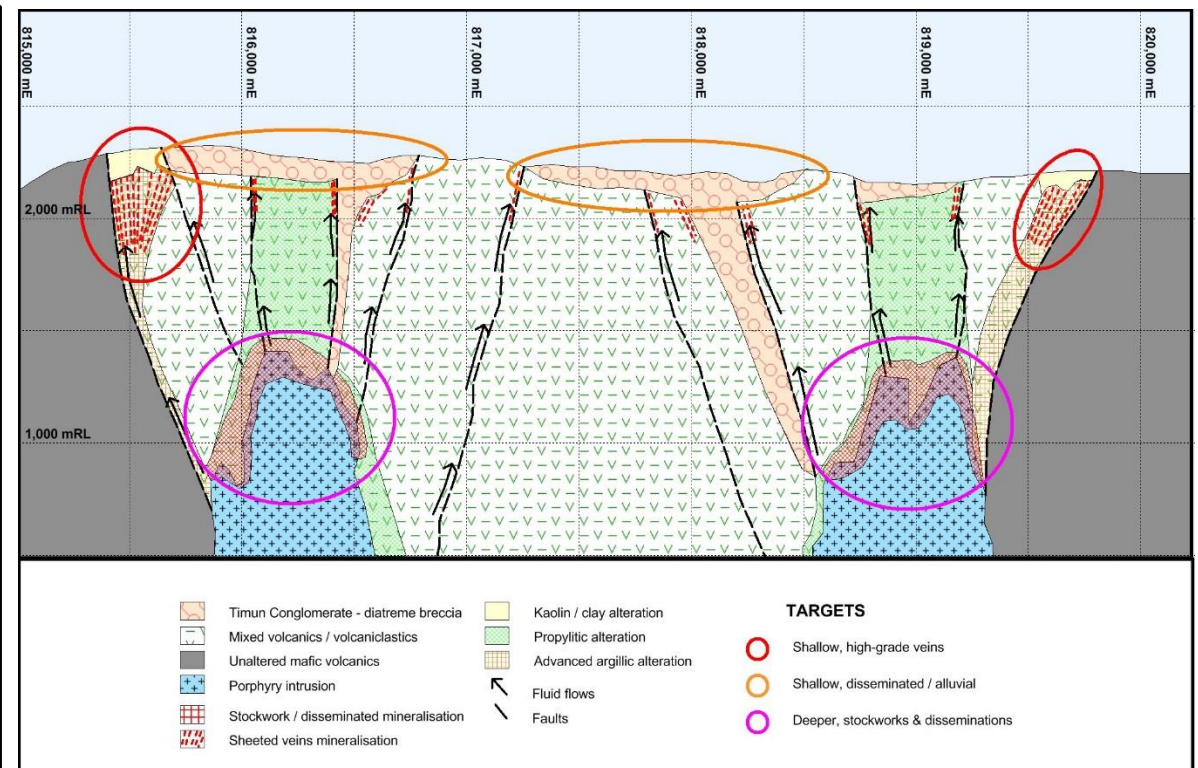 815,000 mE
816,000 mE
817,000 mE
818,000 mE
819,000 mE
820,000 mE
2,000 mRL
1,000 mRL
Timun Conglomerate - diatreme breccia
Mixed volcanics / volcaniclastics
Unaltered mafic volcanics
Porphyry intrusion
Stockwork / disseminated mineralisation
Sheeted veins mineralisation
Kaolin / clay alteration
Propylitic alteration
Advanced argillic alteration
Fluid flows
Faults
TARGETS
Shallow, high-grade veins
Shallow, disseminated / alluvial
Deeper, stockworks & disseminations